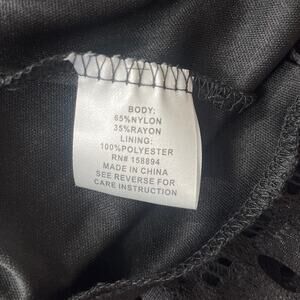 BODY:
65%NYLON
35%RAYON
LINING:
100%POLYESTER
RN# 158894
MADE IN CHINA
SEE REVERSE FOR
CARE INSTRUCTION